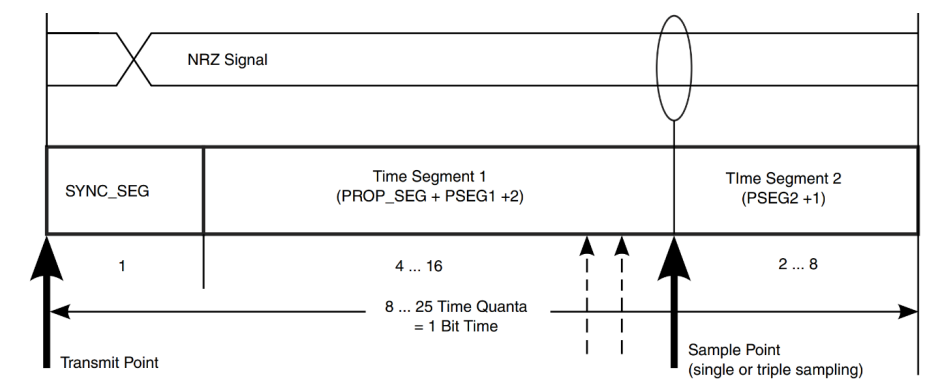 NRZ Signal
SYNC_SEG
Time Segment 1
(PROP_SEG + PSEG1 +2)
TIme Segment 2
(PSEG2 +1)
1
4 ... 16
2 ... 8
8 ... 25 Time Quanta
= 1 Bit Time
Transmit Point
Sample Point
(single or triple sampling)